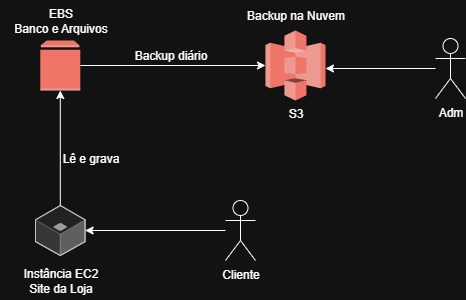 EBS
Banco e Arquivos
Backup na Nuvem
Backup diário
S3
Adm
Lê e grava
Instância EC2
Site da Loja
Cliente